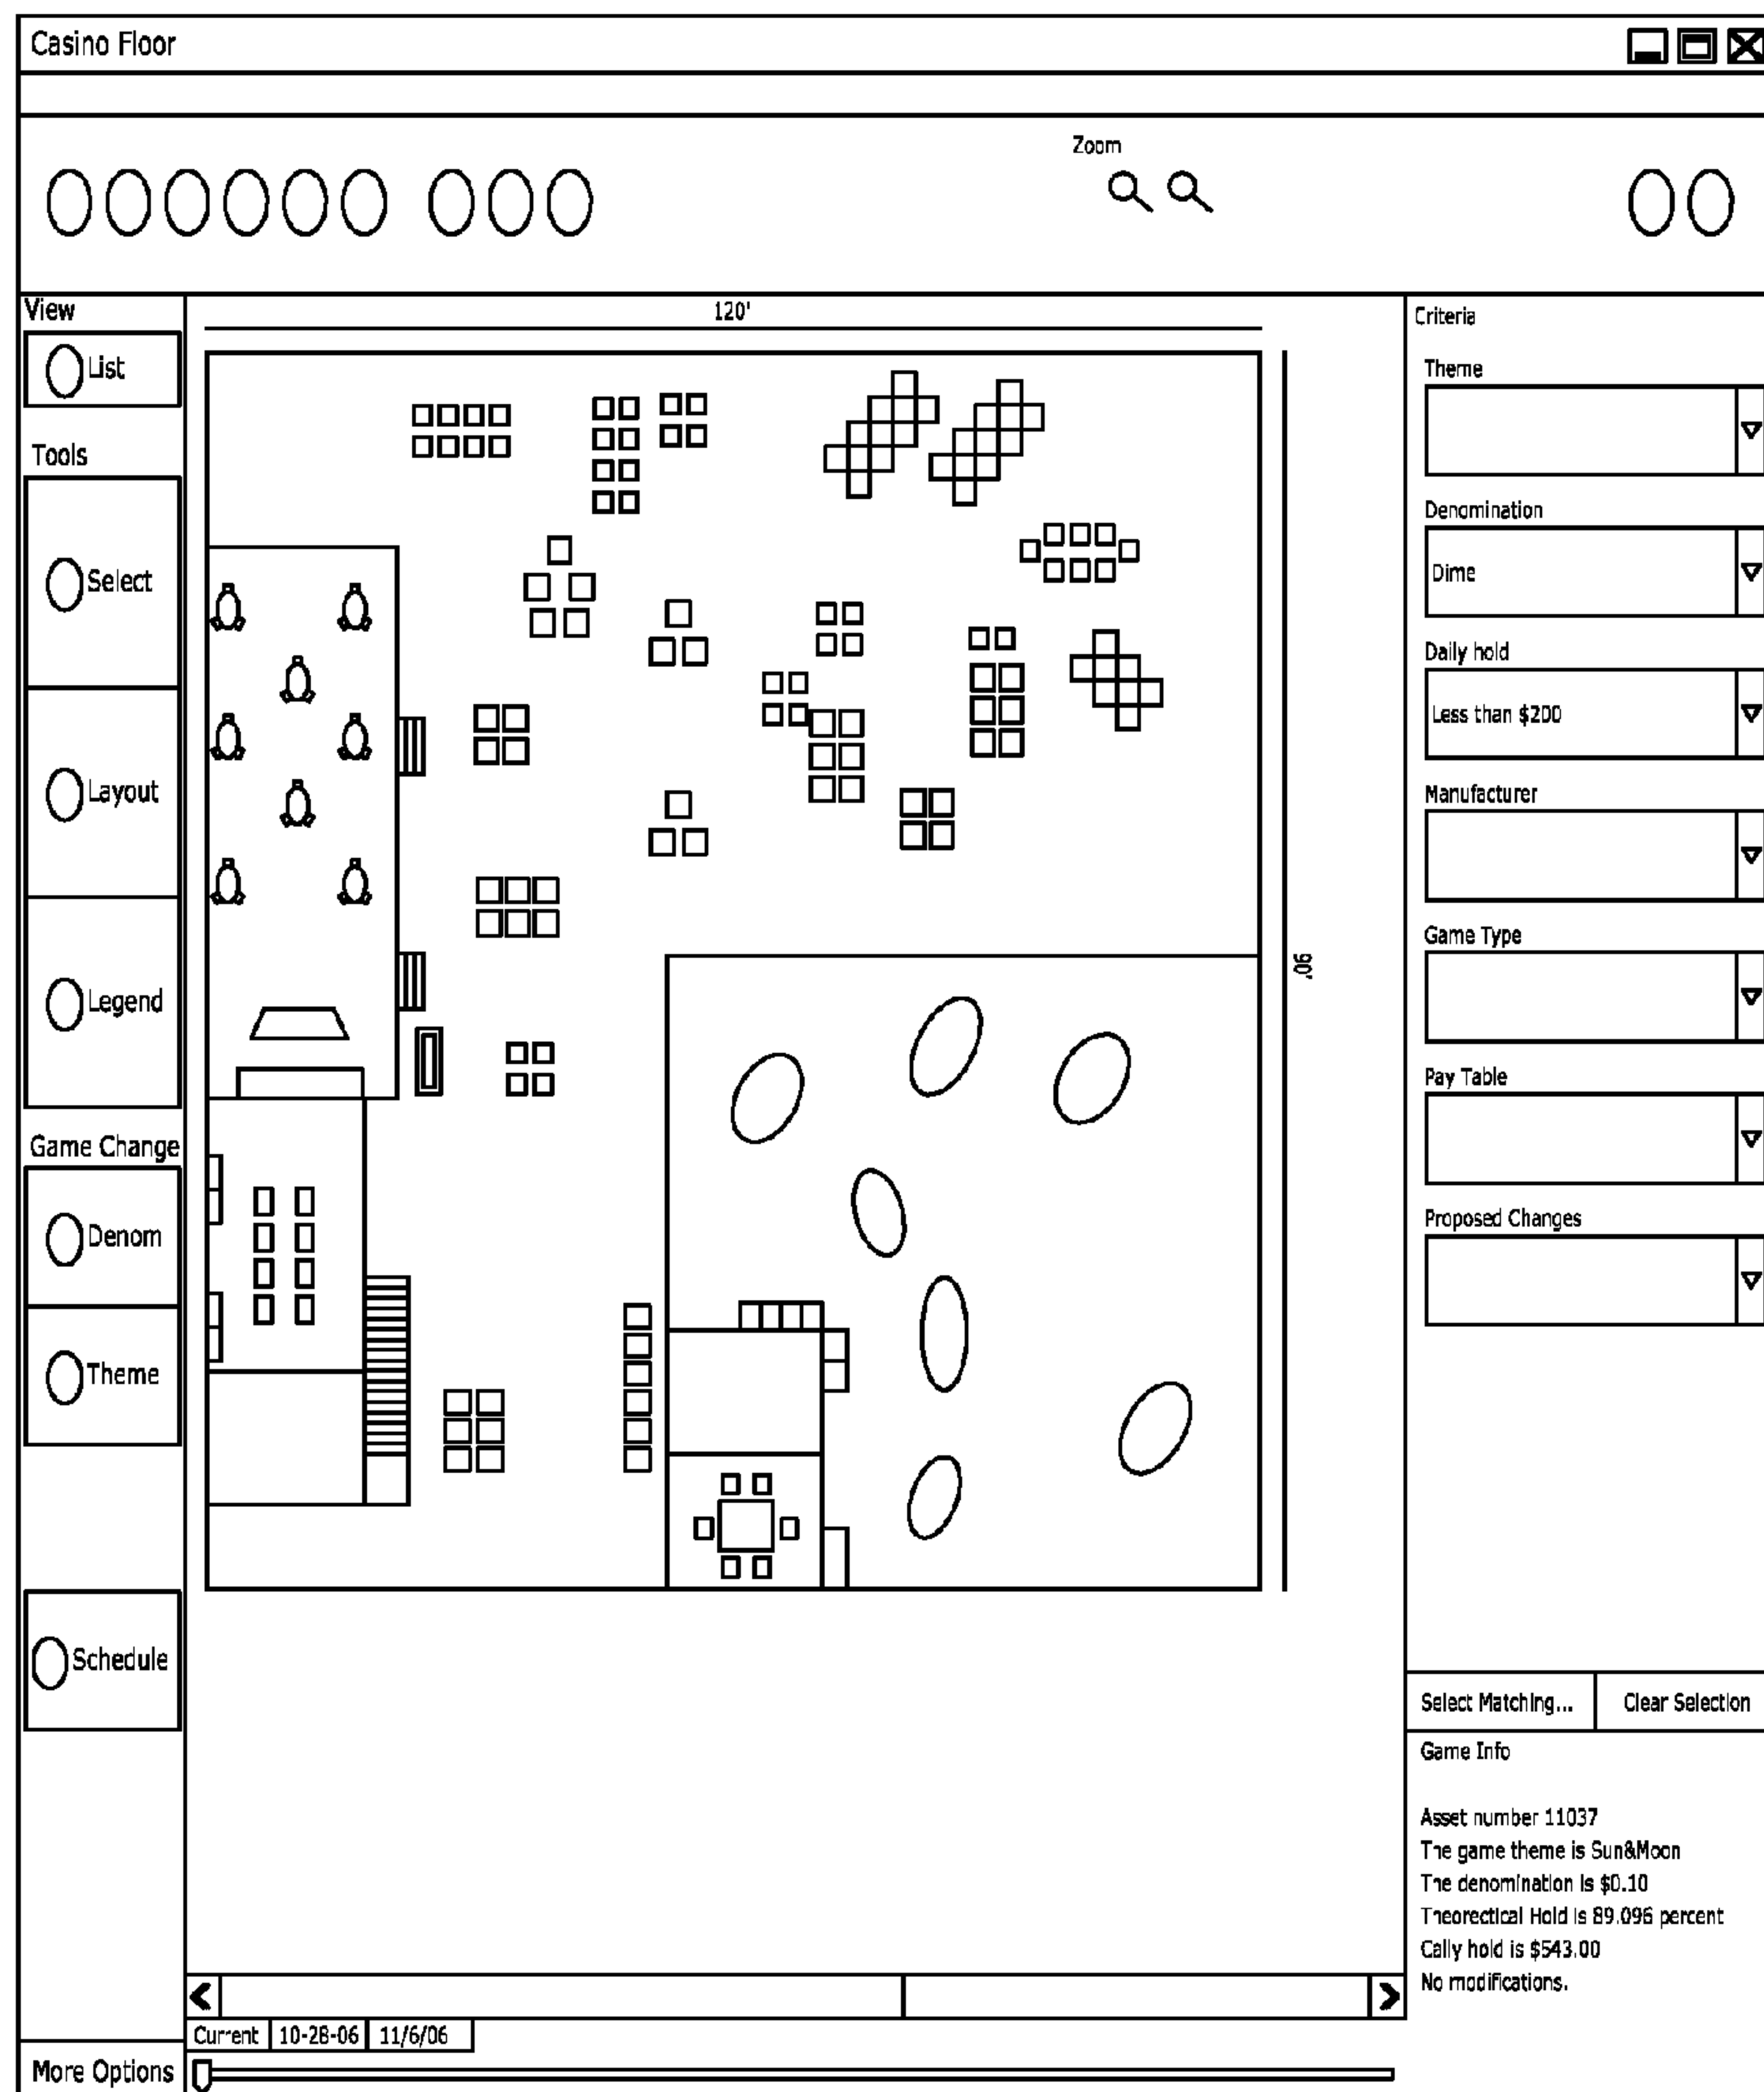 Casino Floor
Zoom
View
List
Tools
Select
Layout
Legend
Game Change
Denom
Theme
Schedule
More Options
120'
90'
Current 10-28-06 11/6/06
Criteria
Theme
Denomination
Dime
Daily hold
Less than $200
Manufacturer
Game Type
Pay Table
Proposed Changes
Select Matching... Clear Selection
Game Info
Asset number 11037
The game theme is Sun&Moon
The denomination is $0.10
Theorectical Hold is 89.096 percent
Cally hold is $543.00
No modifications.